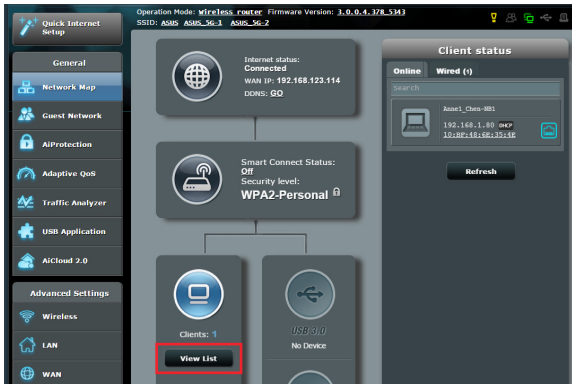 Quick Internet
Setup
General
Network Map
Guest Network
AiProtection
Adaptive QoS
Traffic Analyzer
USB Application
AiCloud 2.0
Advanced Settings
Wireless
LAN
WAN
Operation Mode: Wireless router Firmware Version: 3.0.0.4.378_5343
SSID: ASUS ASUS_5G-1 ASUS_5G-2
Internet status:
Connected
WAN IP: 192.168.123.114
DDNS: GO
Smart Connect Status:
Off
Security level:
WPA2-Personal
Clients: 1
View List
USB 3.0
No Device
Client status
Online Wired (1)
Search
Annel_Chen-NB1
192.168.1.80 DHCP
10:BF:48:6E:35:4E
Refresh